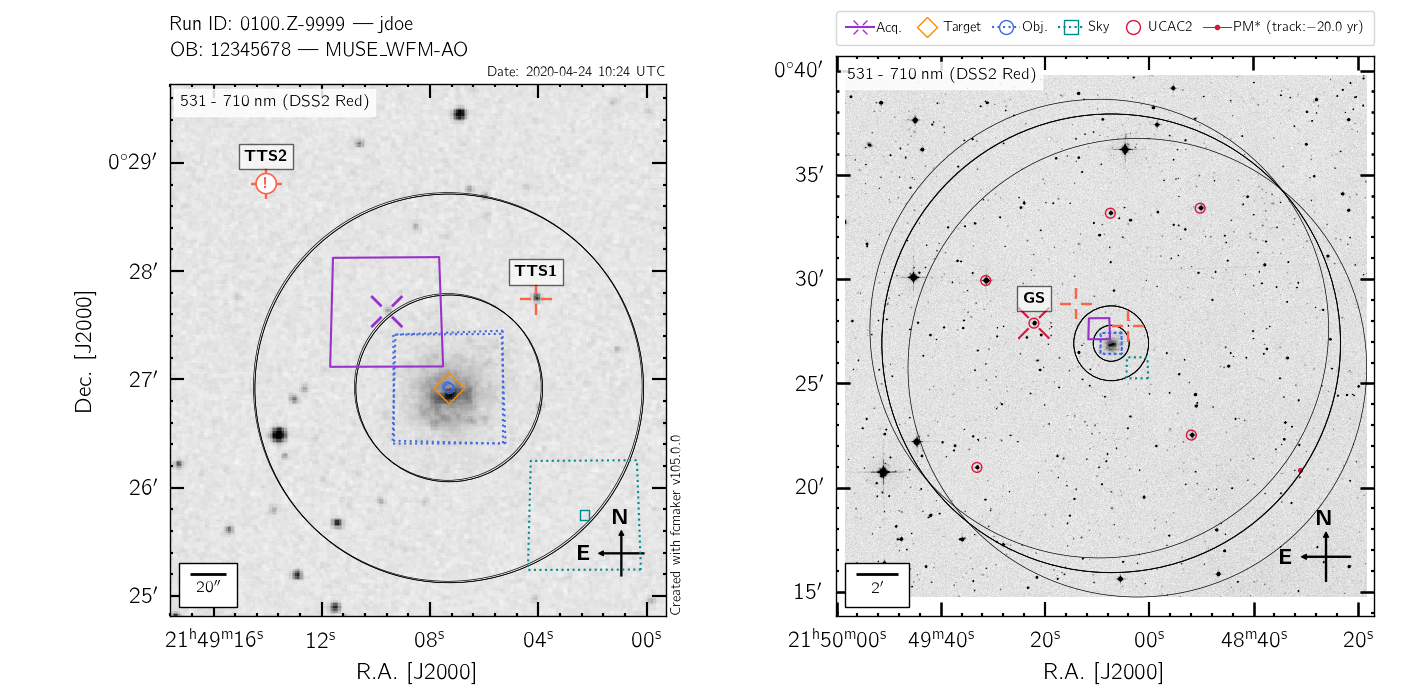 Run ID: 0100.Z-9999 — jdoe
OB: 12345678 — MUSE_WFM-AO
Date: 2020-04-24 10:24 UTC
531 - 710 nm (DSS2 Red)
TTS2
TTS1
0°29′
28′
27′
26′
25′
Dec. [J2000]
N
E
20″
21ʰ49ᵐ16ˢ 12ˢ 08ˢ 04ˢ 00ˢ
R.A. [J2000]
Created with fcmaker v105.0.0
Acq. Target Obj. Sky UCAC2 PM* (track:−20.0 yr)
531 - 710 nm (DSS2 Red)
0°40′
35′
30′
25′
20′
15′
GS
N
E
2′
21ʰ50ᵐ00ˢ 49ᵐ40ˢ 20ˢ 00ˢ 48ᵐ40ˢ 20ˢ
R.A. [J2000]